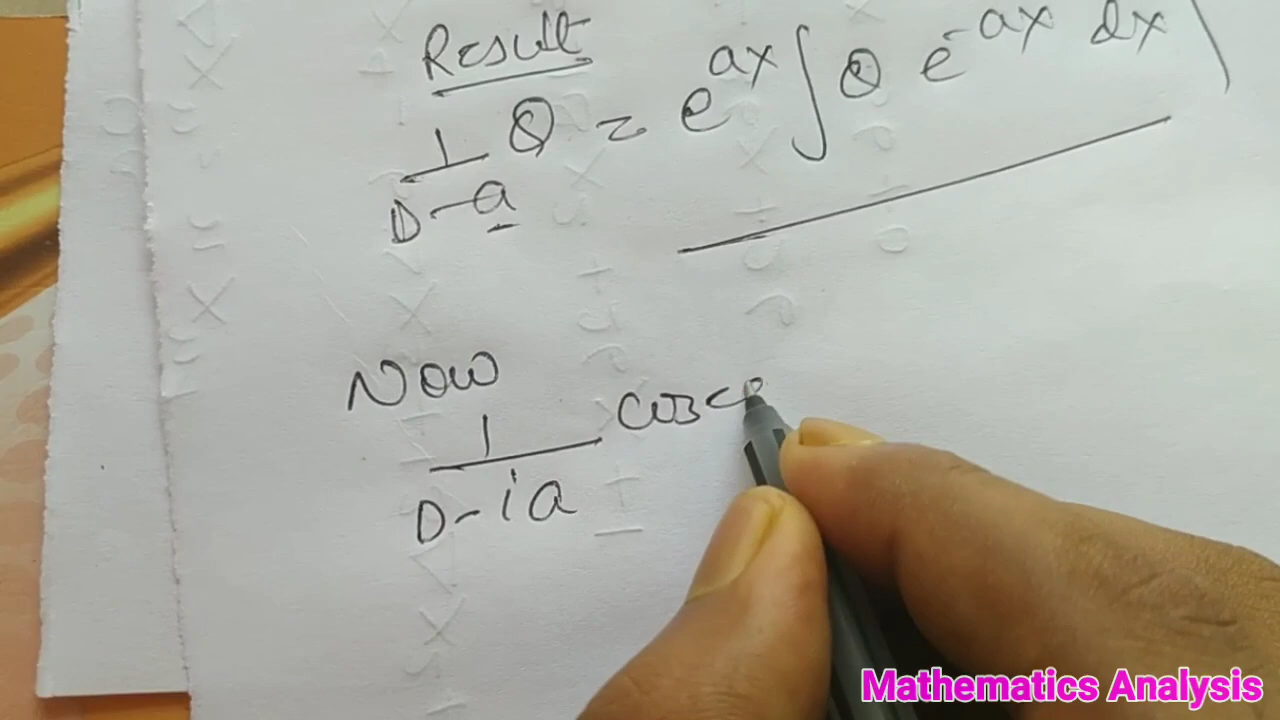 Result
1/(D-a) Q = e^{ax} ∫ Q e^{-ax} dx
Now
1/(D-ia) cosec
Mathematics Analysis